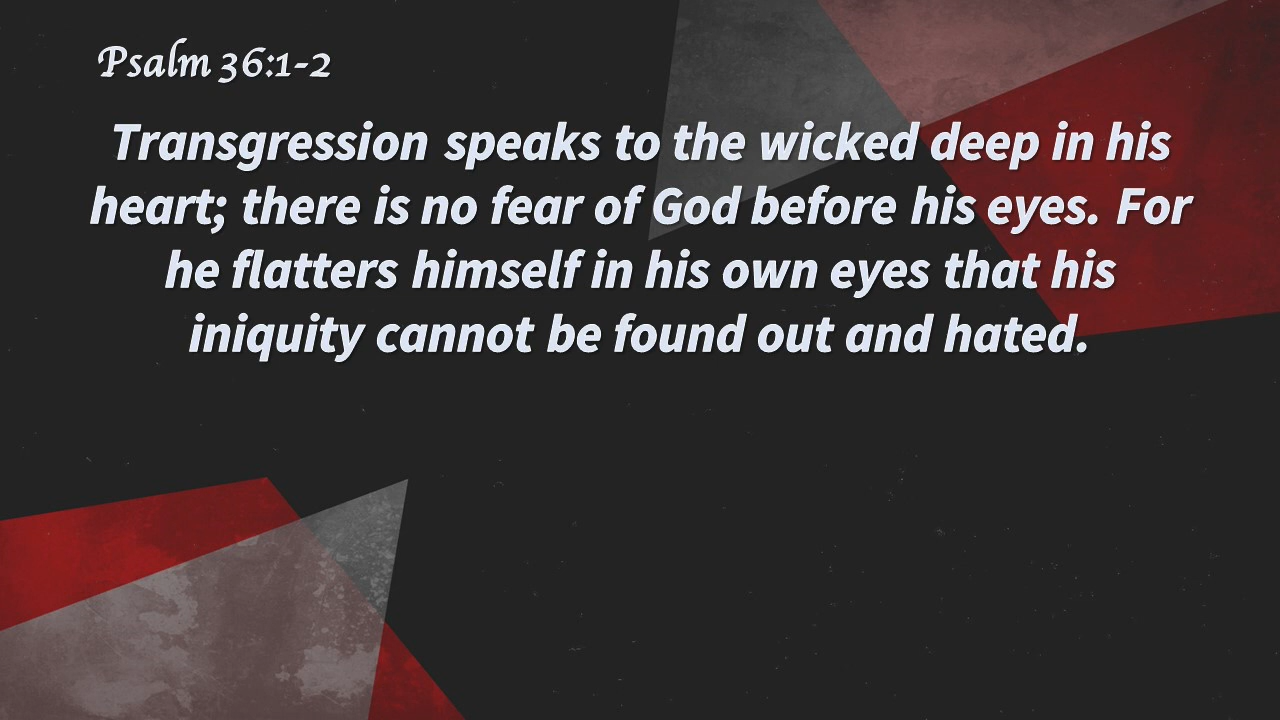 Psalm 36:1-2
Transgression speaks to the wicked deep in his
heart; there is no fear of God before his eyes. For
he flatters himself in his own eyes that his
iniquity cannot be found out and hated.